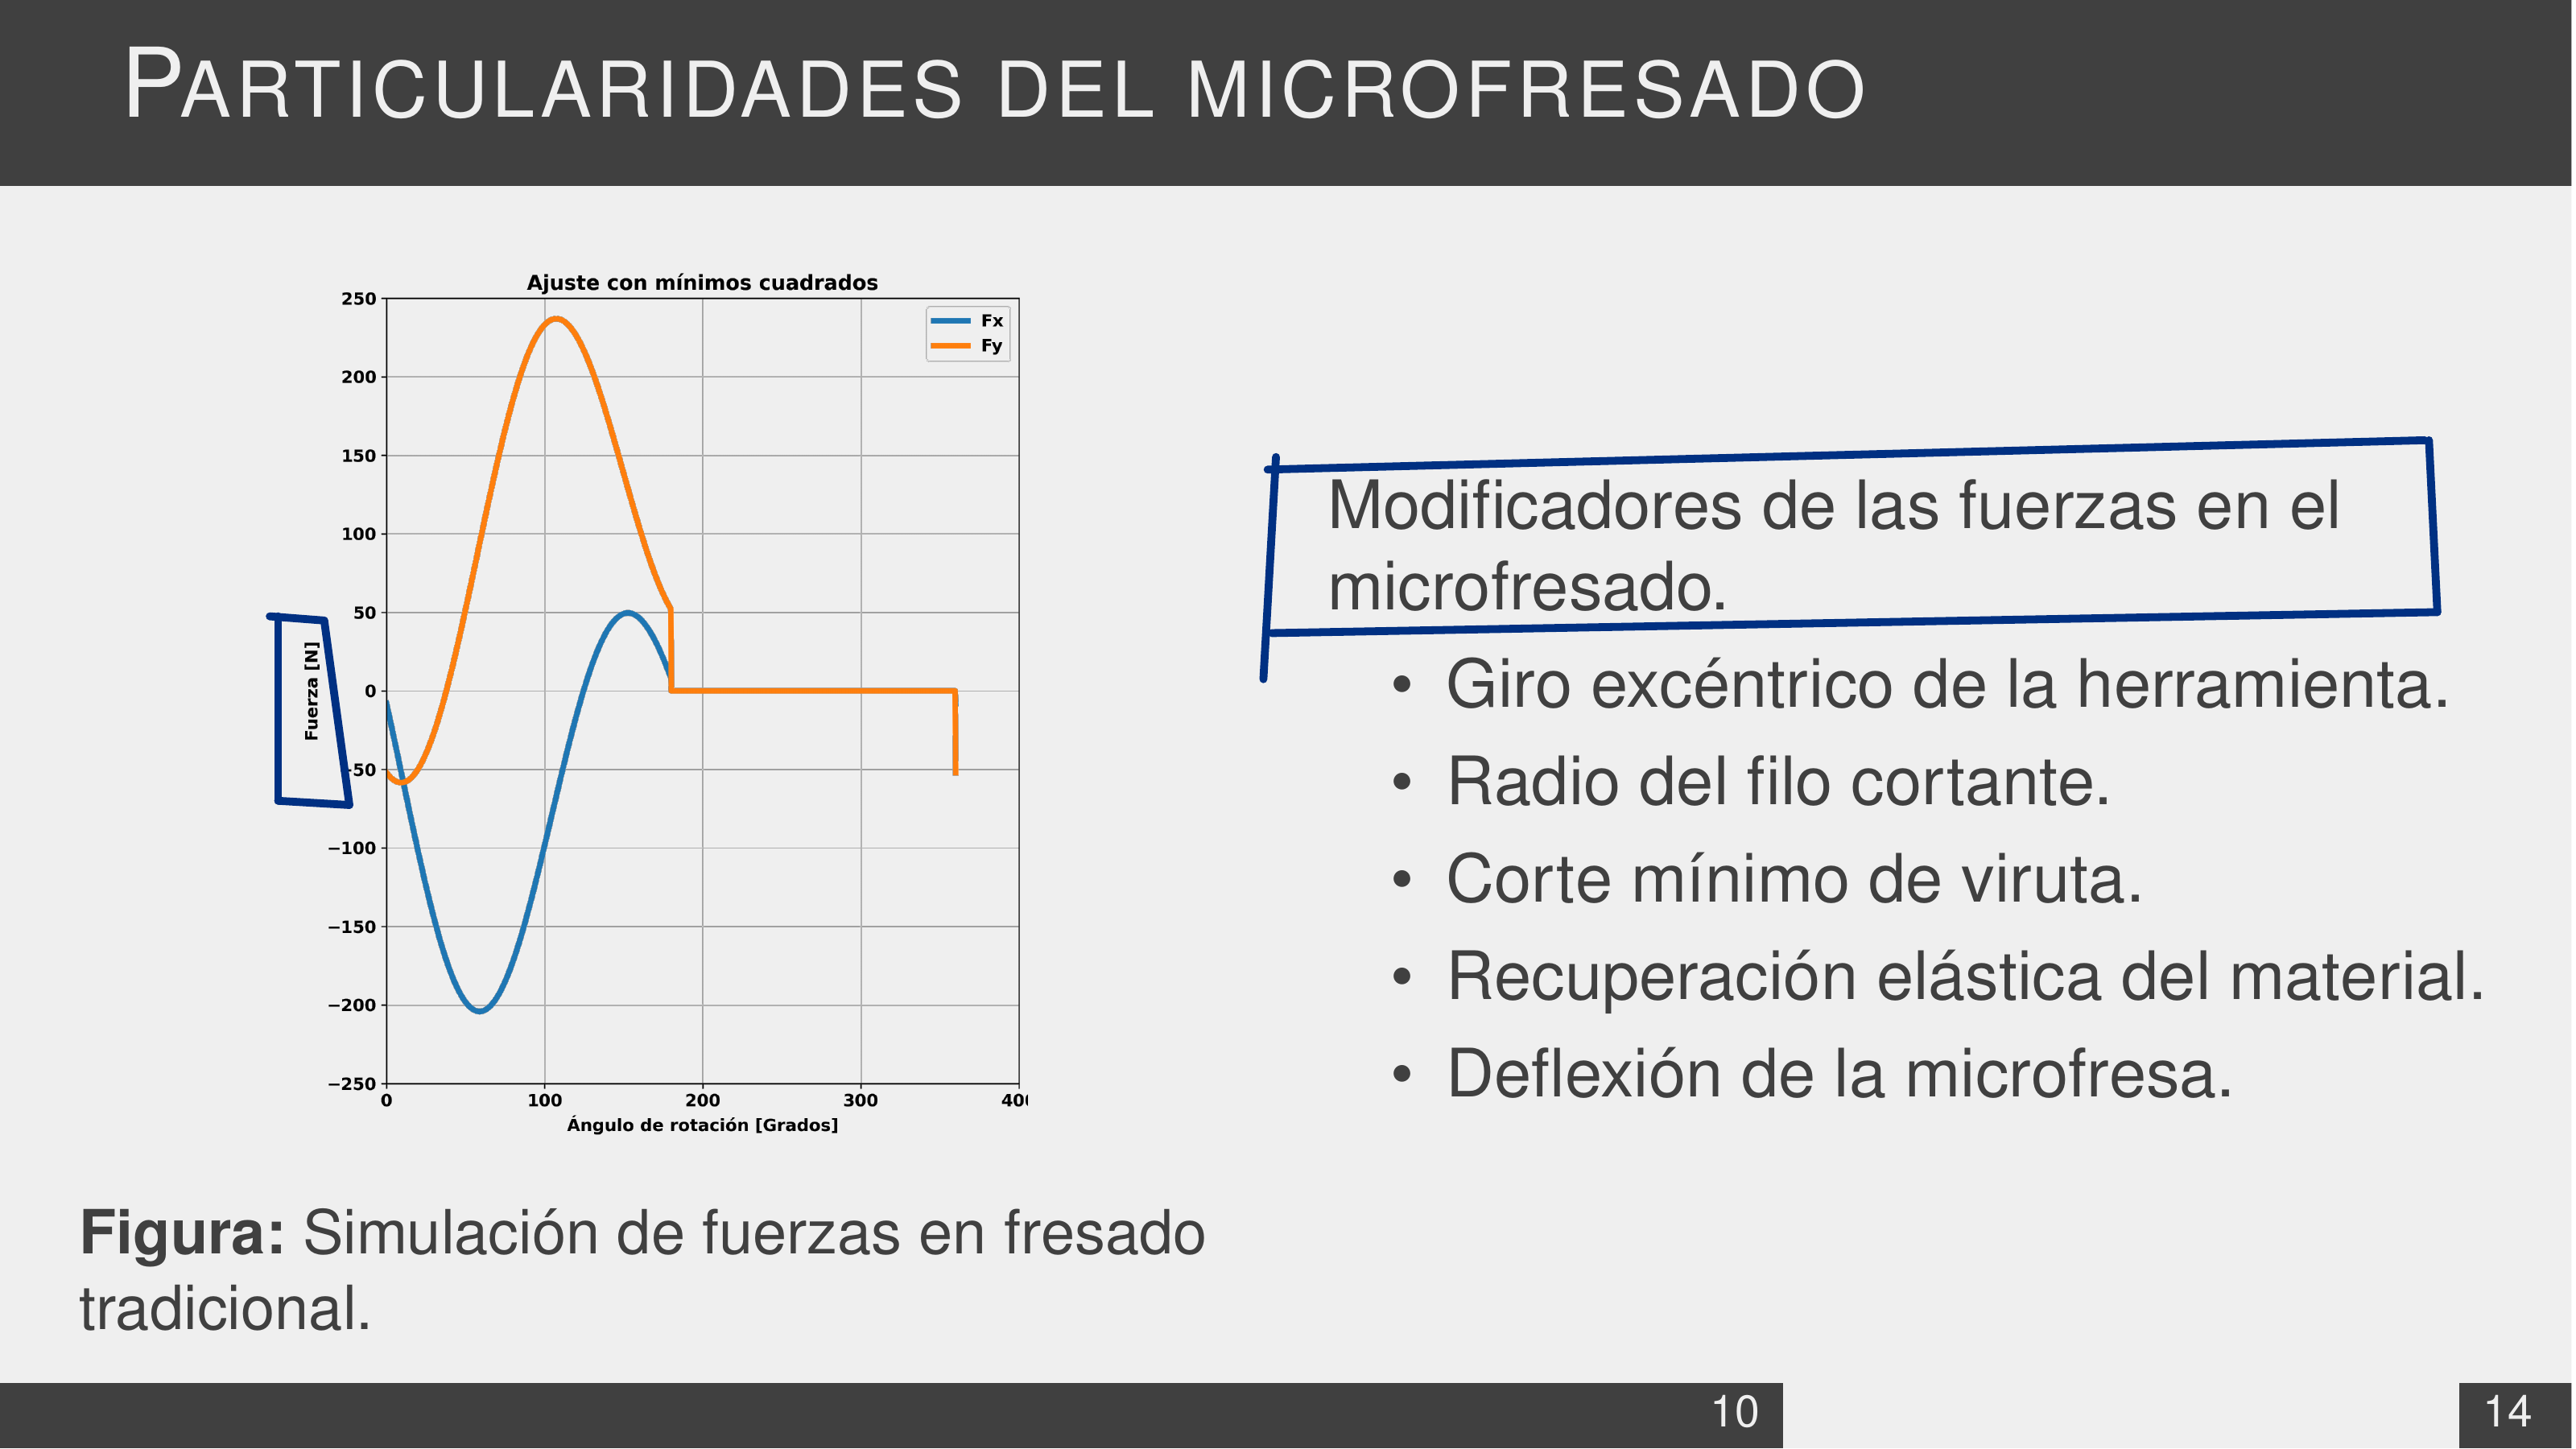 PARTICULARIDADES DEL MICROFRESADO
Ajuste con mínimos cuadrados
Fx
Fy
250
200
150
100
50
0
-50
−100
−150
−200
−250
Fuerza [N]
0 100 200 300 400
Ángulo de rotación [Grados]
Figura: Simulación de fuerzas en fresado
tradicional.
Modificadores de las fuerzas en el
microfresado.
• Giro excéntrico de la herramienta.
• Radio del filo cortante.
• Corte mínimo de viruta.
• Recuperación elástica del material.
• Deflexión de la microfresa.
10
14